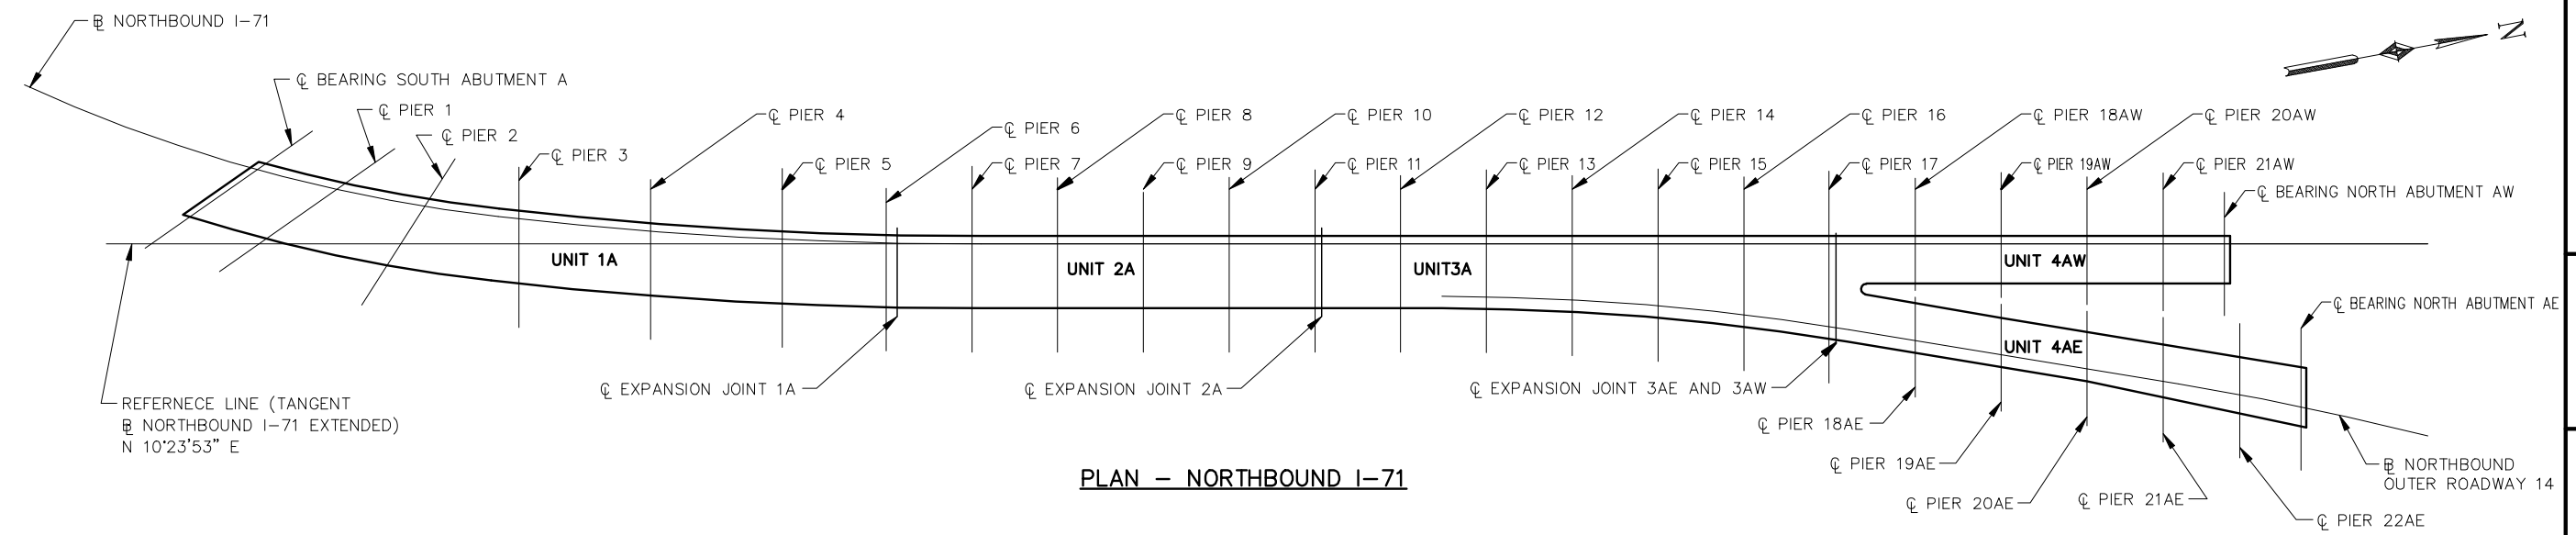 ℄ NORTHBOUND I-71
N
℄ BEARING SOUTH ABUTMENT A
℄ PIER 1
℄ PIER 2
℄ PIER 3
℄ PIER 4
℄ PIER 5
℄ PIER 6
℄ PIER 7
℄ PIER 8
℄ PIER 9
℄ PIER 10
℄ PIER 11
℄ PIER 12
℄ PIER 13
℄ PIER 14
℄ PIER 15
℄ PIER 16
℄ PIER 17
℄ PIER 18AW
℄ PIER 19AW
℄ PIER 20AW
℄ PIER 21AW
℄ BEARING NORTH ABUTMENT AW
℄ BEARING NORTH ABUTMENT AE
UNIT 1A
UNIT 2A
UNIT3A
UNIT 4AW
UNIT 4AE
℄ EXPANSION JOINT 1A
℄ EXPANSION JOINT 2A
℄ EXPANSION JOINT 3AE AND 3AW
REFERNECE LINE (TANGENT
℄ NORTHBOUND I-71 EXTENDED)
N 10°23'53" E
℄ PIER 18AE
℄ PIER 19AE
℄ PIER 20AE
℄ PIER 21AE
℄ PIER 22AE
℄ NORTHBOUND
OUTER ROADWAY 14
PLAN - NORTHBOUND I-71